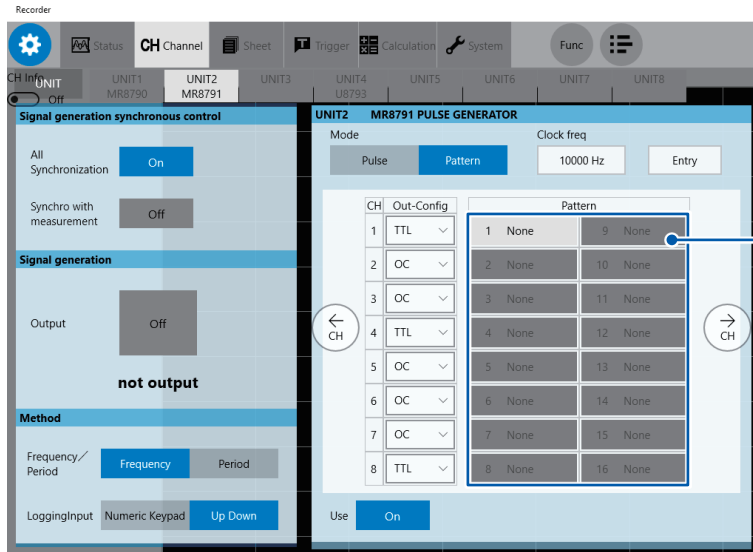 Recorder
Status CH Channel Sheet Trigger Calculation System Func
CH Info UNIT UNIT1 UNIT2 UNIT3 UNIT4 UNIT5 UNIT6 UNIT7 UNIT8
Off MR8790 MR8791 U8793
Signal generation synchronous control
All
Synchronization
On
Synchro with
measurement
Off
Signal generation
Output
Off
not output
Method
Frequency/
Period
Frequency Period
LoggingInput Numeric Keypad Up Down
UNIT2 MR8791 PULSE GENERATOR
Mode Clock freq
Pulse Pattern 10000 Hz Entry
CH Out-Config Pattern
1 TTL 1 None 9 None
2 OC 2 None 10 None
3 OC 3 None 11 None
4 TTL 4 None 12 None
5 OC 5 None 13 None
6 OC 6 None 14 None
7 OC 7 None 15 None
8 TTL 8 None 16 None
← CH
→ CH
Use On